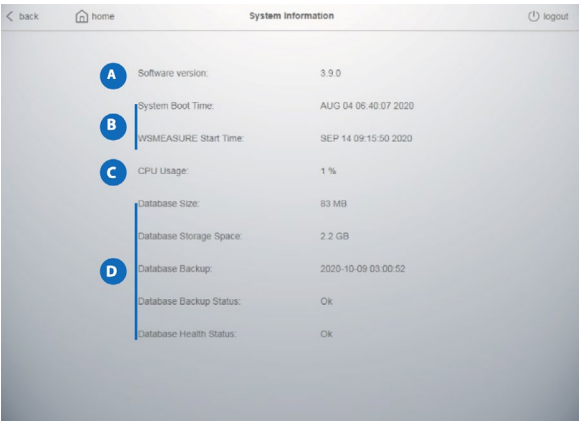 back home System Information logout
A Software version: 3.9.0
System Boot Time: AUG 04 06:40:07 2020
B
WSMEASURE Start Time: SEP 14 09:15:50 2020
C CPU Usage: 1 %
Database Size: 83 MB
Database Storage Space: 2.2 GB
D Database Backup: 2020-10-09 03:00:52
Database Backup Status: Ok
Database Health Status: Ok